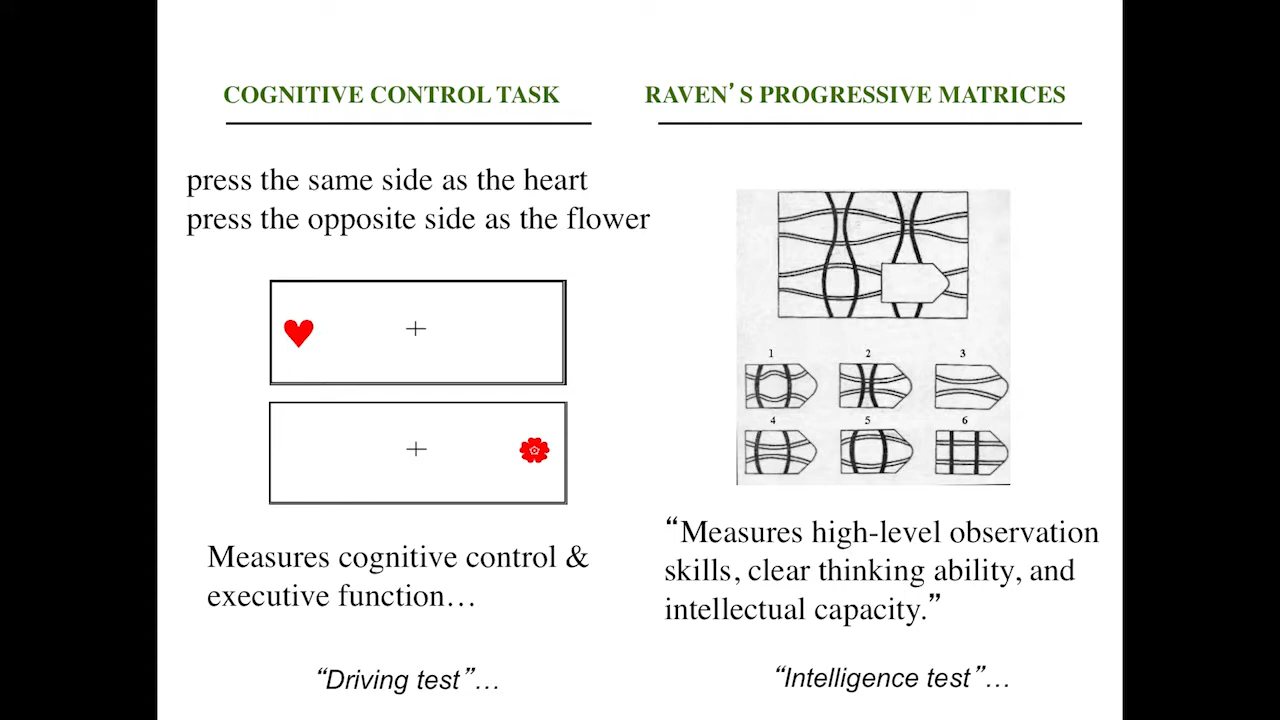 COGNITIVE CONTROL TASK
press the same side as the heart
press the opposite side as the flower
Measures cognitive control &
executive function…
“Driving test”…
RAVEN’S PROGRESSIVE MATRICES
1 2 3
4 5 6
“Measures high-level observation
skills, clear thinking ability, and
intellectual capacity.”
“Intelligence test”…